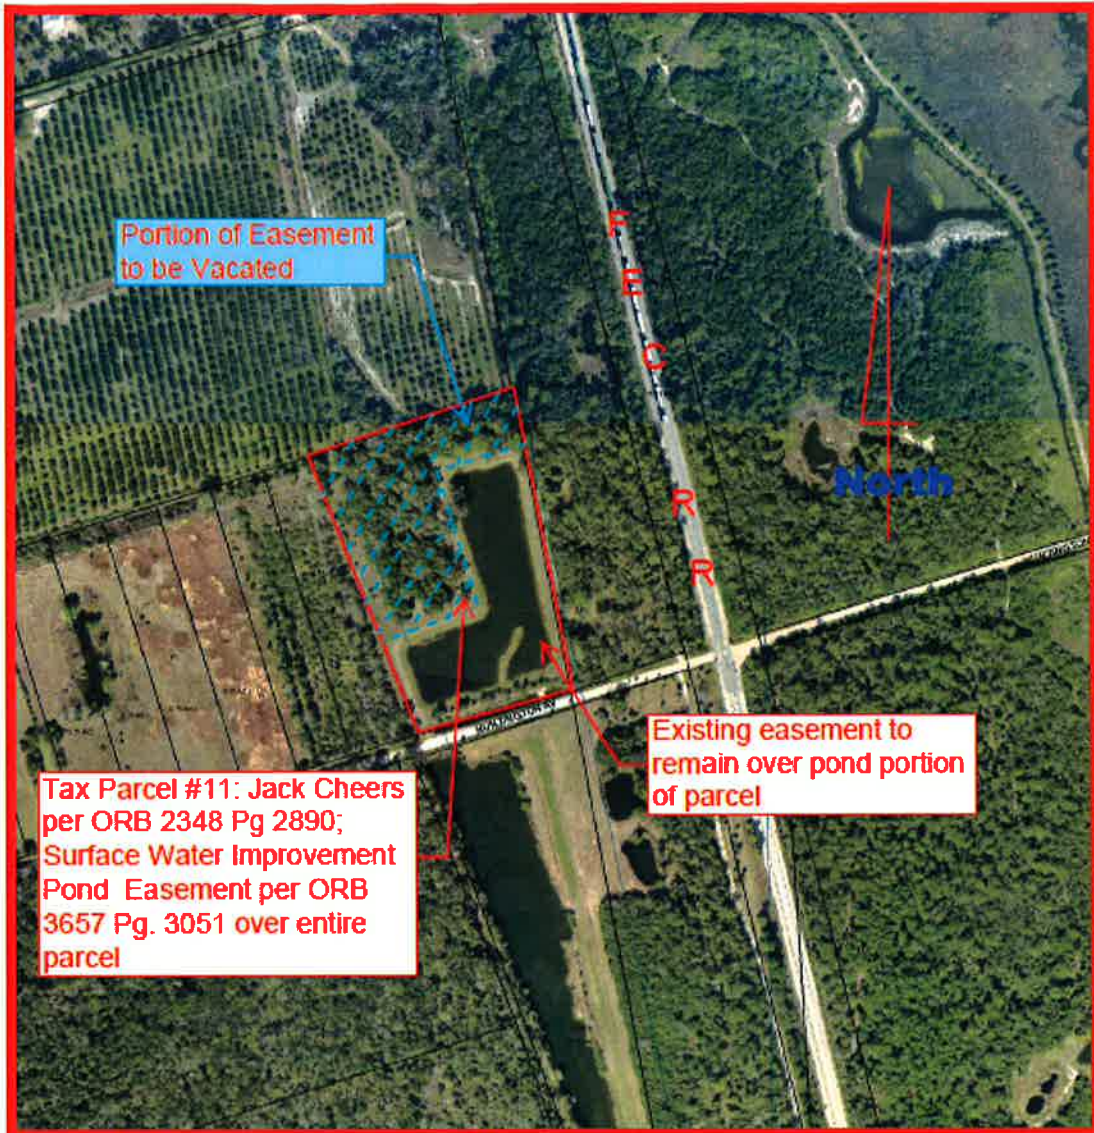 Portion of Easement
to be Vacated
F
E
C
R
R
North
Existing easement to
remain over pond portion
of parcel
Tax Parcel #11: Jack Cheers
per ORB 2348 Pg 2890;
Surface Water Improvement
Pond Easement per ORB
3657 Pg. 3051 over entire
parcel